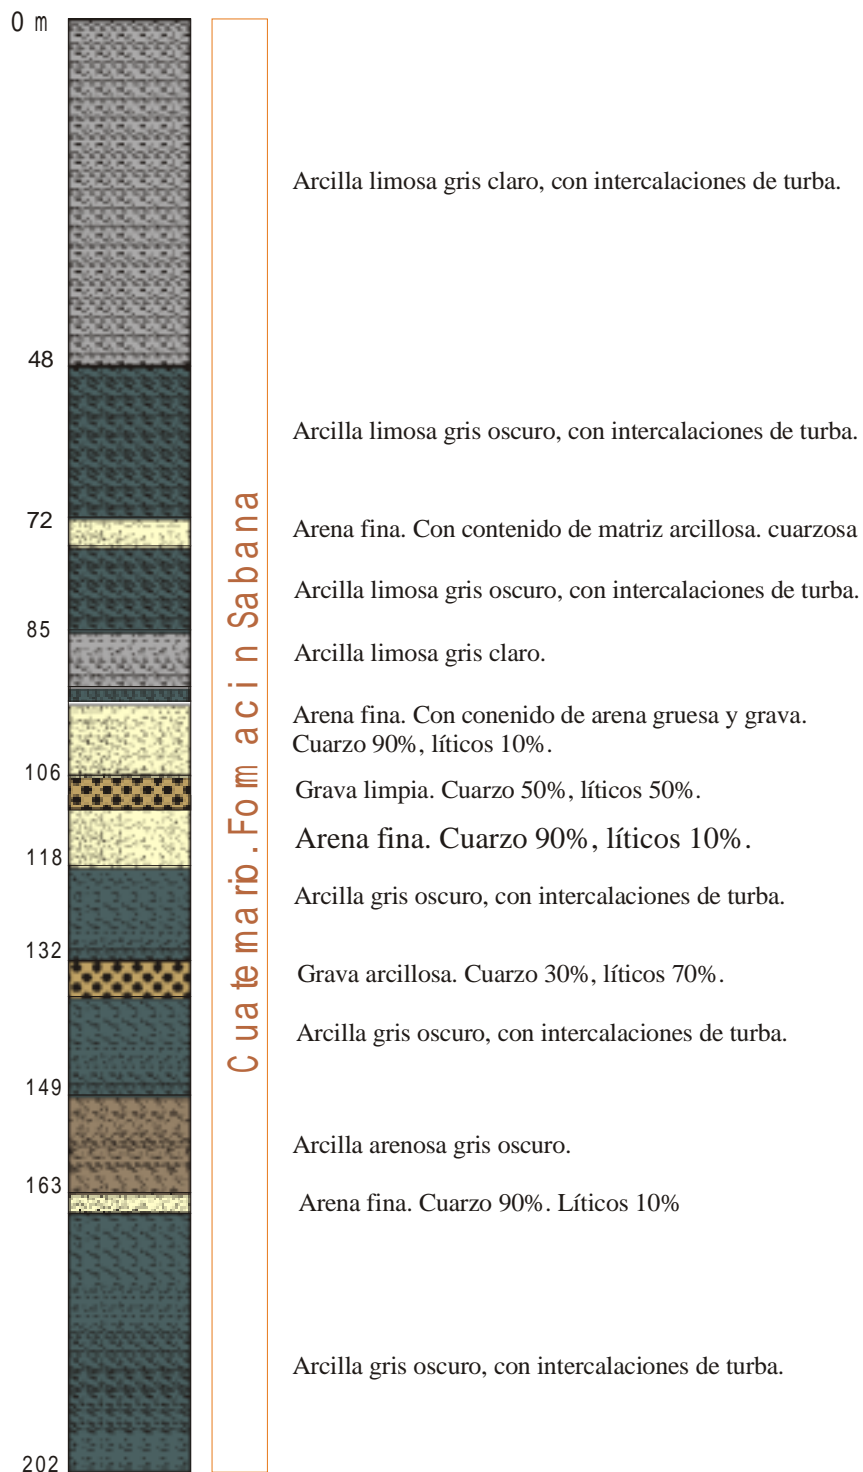 0 m
Arcilla limosa gris claro, con intercalaciones de turba.
48
Arcilla limosa gris oscuro, con intercalaciones de turba.
72
Arena fina. Con contenido de matriz arcillosa. cuarzosa
Arcilla limosa gris oscuro, con intercalaciones de turba.
85
Arcilla limosa gris claro.
Arena fina. Con conenido de arena gruesa y grava.
Cuarzo 90%, líticos 10%.
106
Grava limpia. Cuarzo 50%, líticos 50%.
Arena fina. Cuarzo 90%, líticos 10%.
118
Arcilla gris oscuro, con intercalaciones de turba.
132
Grava arcillosa. Cuarzo 30%, líticos 70%.
Arcilla gris oscuro, con intercalaciones de turba.
149
Arcilla arenosa gris oscuro.
163
Arena fina. Cuarzo 90%. Líticos 10%
Arcilla gris oscuro, con intercalaciones de turba.
202
Cuaternario. Formacin Sabana